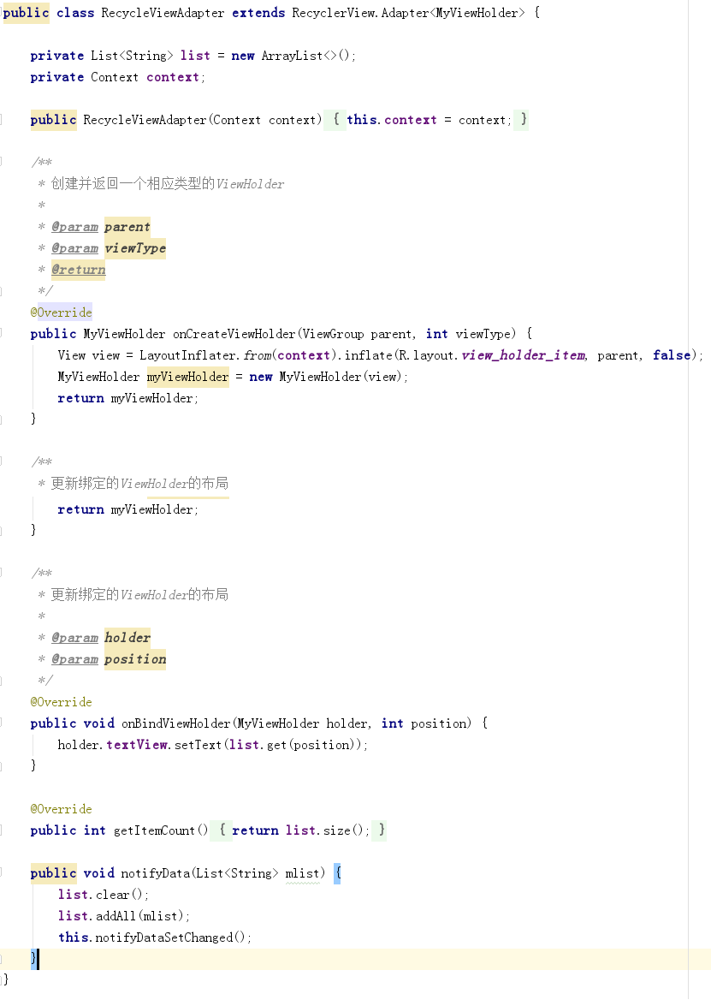 public class RecycleViewAdapter extends RecyclerView.Adapter<MyViewHolder> {
private List<String> list = new ArrayList<>();
private Context context;
public RecycleViewAdapter(Context context) { this.context = context; }
/**
* 创建并返回一个相应类型的ViewHolder
*
* @param parent
* @param viewType
* @return
*/
@Override
public MyViewHolder onCreateViewHolder(ViewGroup parent, int viewType) {
View view = LayoutInflater.from(context).inflate(R.layout.view_holder_item, parent, false);
MyViewHolder myViewHolder = new MyViewHolder(view);
return myViewHolder;
}
/**
* 更新绑定的ViewHolder的布局
return myViewHolder;
}
/**
* 更新绑定的ViewHolder的布局
*
* @param holder
* @param position
*/
@Override
public void onBindViewHolder(MyViewHolder holder, int position) {
holder.textView.setText(list.get(position));
}
@Override
public int getItemCount() { return list.size(); }
public void notifyData(List<String> mlist) {
list.clear();
list.addAll(mlist);
this.notifyDataSetChanged();
}
}